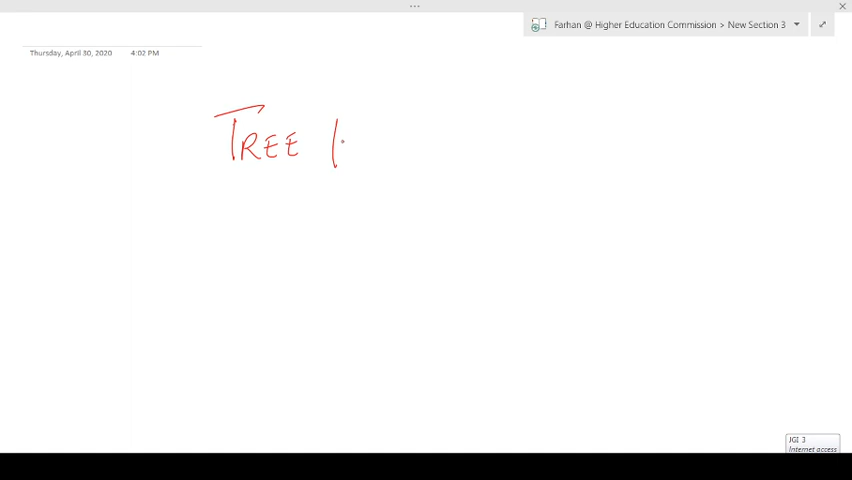 Farhan @ Higher Education Commission > New Section 3
Thursday, April 30, 2020 4:02 PM
TREE
JGI 3
Internet access